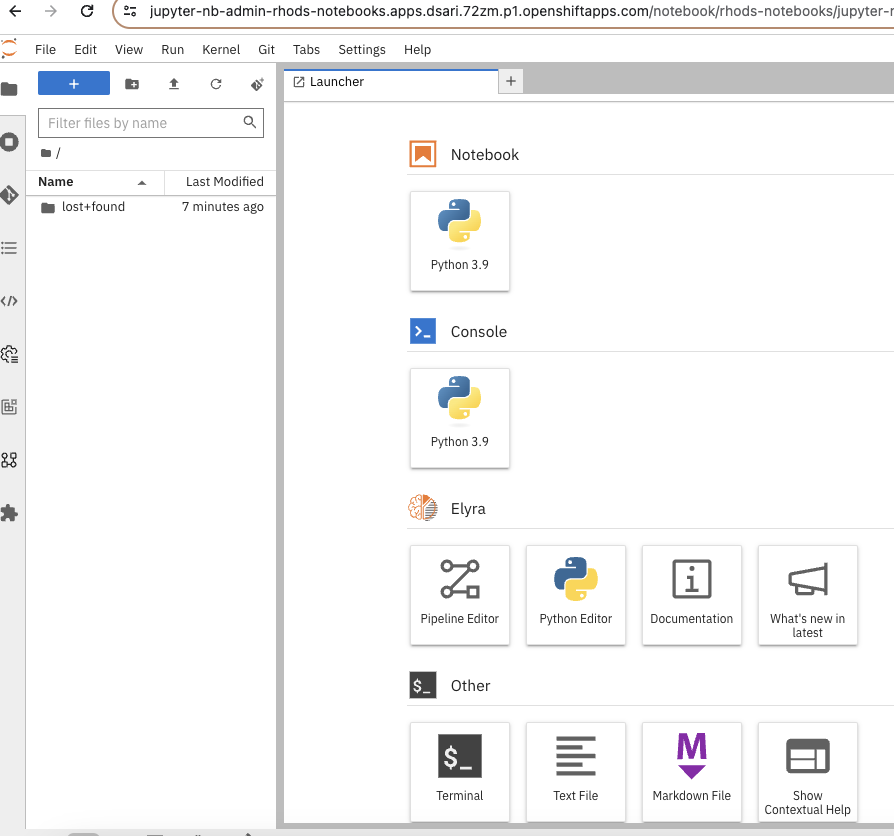 jupyter-nb-admin-rhods-notebooks.apps.dsari.72zm.p1.openshiftapps.com/notebook/rhods-notebooks/jupyter-
File Edit View Run Kernel Git Tabs Settings Help
+
Launcher +
Filter files by name
/
Name Last Modified
lost+found 7 minutes ago
Notebook
Python 3.9
>_ Console
Python 3.9
Elyra
Pipeline Editor
Python Editor
Documentation
What's new in
latest
$_ Other
$_
Terminal
Text File
M
Markdown File
Show
Contextual Help